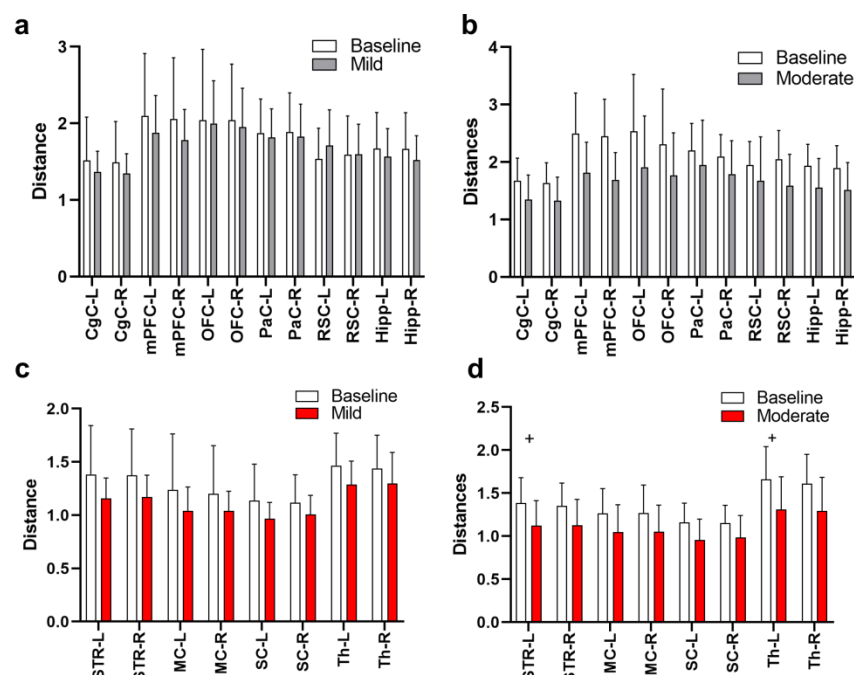 a
Baseline
Mild
Distance
3
2
1
0
CgC-L
CgC-R
mPFC-L
mPFC-R
OFC-L
OFC-R
PaC-L
PaC-R
RSC-L
RSC-R
Hipp-L
Hipp-R
b
Baseline
Moderate
Distances
4
3
2
1
0
CgC-L
CgC-R
mPFC-L
mPFC-R
OFC-L
OFC-R
PaC-L
PaC-R
RSC-L
RSC-R
Hipp-L
Hipp-R
c
Baseline
Mild
Distance
2.0
1.5
1.0
0.5
0.0
STR-L
STR-R
MC-L
MC-R
SC-L
SC-R
Th-L
Th-R
d
Baseline
Moderate
Distances
2.5
2.0
1.5
1.0
0.5
0.0
+
+
STR-L
STR-R
MC-L
MC-R
SC-L
SC-R
Th-L
Th-R